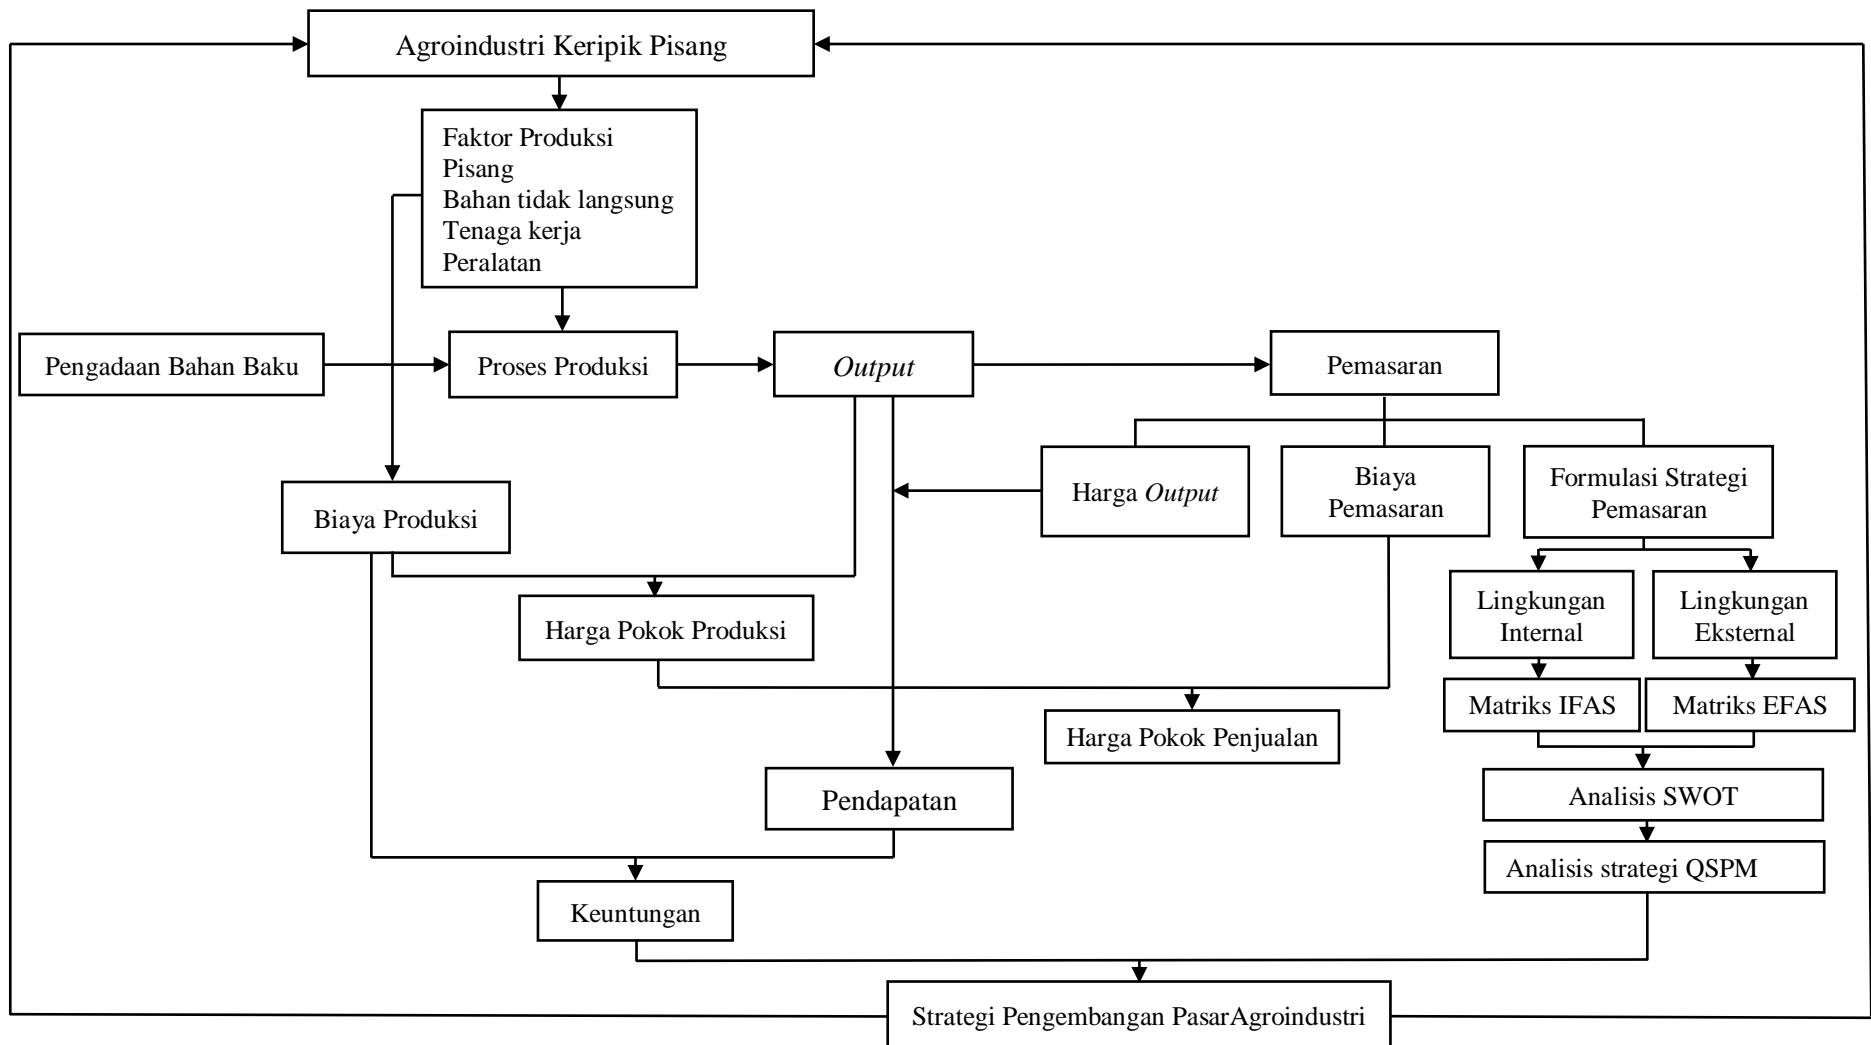 Agroindustri Keripik Pisang
Faktor Produksi
Pisang
Bahan tidak langsung
Tenaga kerja
Peralatan
Pengadaan Bahan Baku
Proses Produksi
Output
Pemasaran
Harga Output
Biaya
Pemasaran
Formulasi Strategi
Pemasaran
Biaya Produksi
Lingkungan
Internal
Lingkungan
Eksternal
Harga Pokok Produksi
Matriks IFAS
Matriks EFAS
Harga Pokok Penjualan
Pendapatan
Analisis SWOT
Analisis strategi QSPM
Keuntungan
Strategi Pengembangan PasarAgroindustri